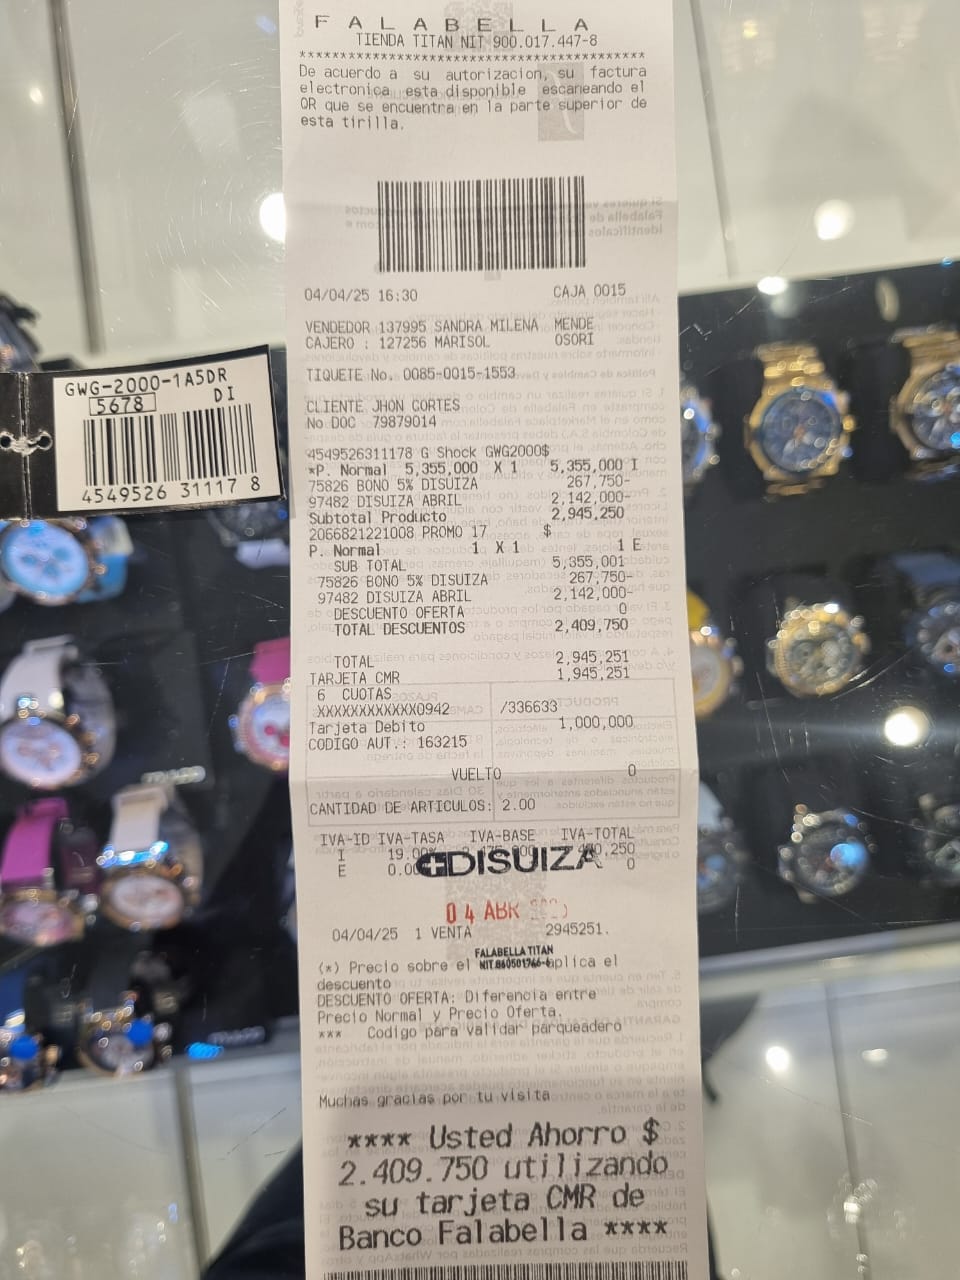 F A L A B E L L A
TIENDA TITAN NIT 900.017.447-8
****************************************
De acuerdo a su autorizacion, su factura
electronica esta disponible escaneando el
QR que se encuentra en la parte superior de
esta tirilla.
04/04/25 16:30 CAJA 0015
VENDEDOR 137995 SANDRA MILENA MENDE
CAJERO : 127256 MARISOL OSORI
TIQUETE No. 0085-0015-1553
CLIENTE JHON CORTES
No DOC 79879014
4549526311178 G Shock GWG2000$
*P. Normal 5,355,000 X 1 5,355,000 I
75826 BONO 5% DISUIZA 267,750-
97482 DISUIZA ABRIL 2,142,000-
Subtotal Producto 2,945,250
2066821221008 PROMO 17 $
P. Normal 1 X 1 1 E
SUB TOTAL 5,355,001
75826 BONO 5% DISUIZA 267,750-
97482 DISUIZA ABRIL 2,142,000-
DESCUENTO OFERTA 0
TOTAL DESCUENTOS 2,409,750
TOTAL 2,945,251
TARJETA CMR 1,945,251
6 CUOTAS
XXXXXXXXXXXX0942 /336633
Tarjeta Debito 1,000,000
CODIGO AUT.: 163215
VUELTO 0
CANTIDAD DE ARTICULOS: 2.00
IVA-ID IVA-TASA IVA-BASE IVA-TOTAL
I 19.00%
E 0.00 0
DISUIZA
04 ABR
04/04/25 1 VENTA 2945251.
FALABELLA TITAN
NIT.860501766-6
(*) Precio sobre el aplica el
descuento
DESCUENTO OFERTA: Diferencia entre
Precio Normal y Precio Oferta.
*** Codigo para validar parqueadero
Muchas gracias por tu visita
**** Usted Ahorro $
2.409.750 utilizando
su tarjeta CMR de
Banco Falabella ****
GWG-2000-1A5DR
5678 DI
4549526 31117 8